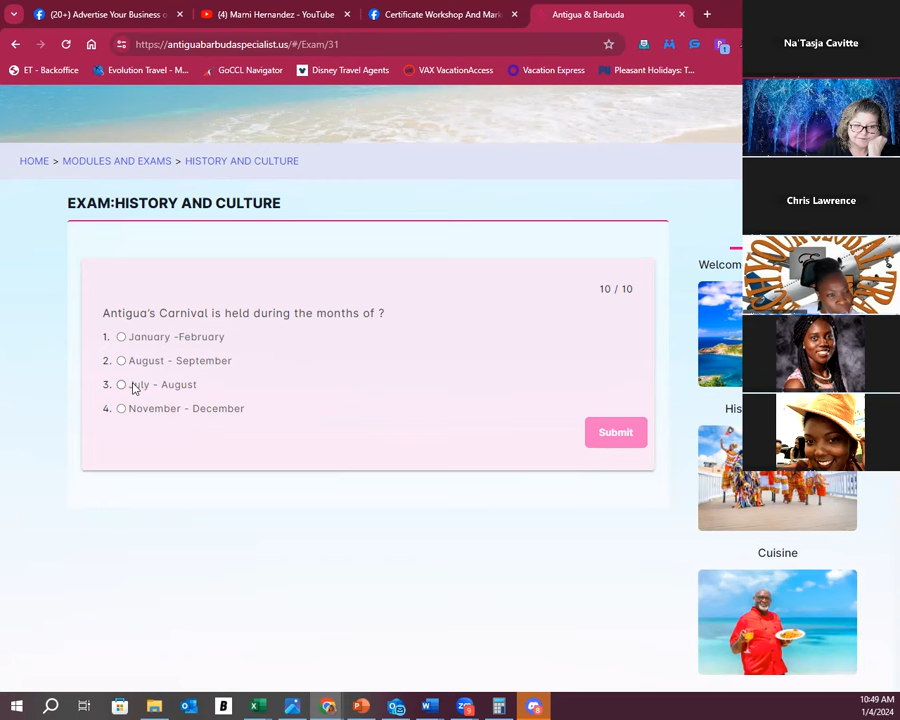 (20+) Advertise Your Business o
(4) Marni Hernandez - YouTube
Certificate Workshop And Mark
Antigua & Barbuda
https://antiguabarbudaspecialist.us/#/Exam/31
ET - Backoffice
Evolution Travel - M...
GoCCL Navigator
Disney Travel Agents
VAX VacationAccess
Vacation Express
Pleasant Holidays: T...
HOME > MODULES AND EXAMS > HISTORY AND CULTURE
EXAM:HISTORY AND CULTURE
10 / 10
Antigua's Carnival is held during the months of ?
1. January -February
2. August - September
3. July - August
4. November - December
Submit
Welcom
His
Cuisine
Na'Tasja Cavitte
Chris Lawrence
10:49 AM
1/4/2024